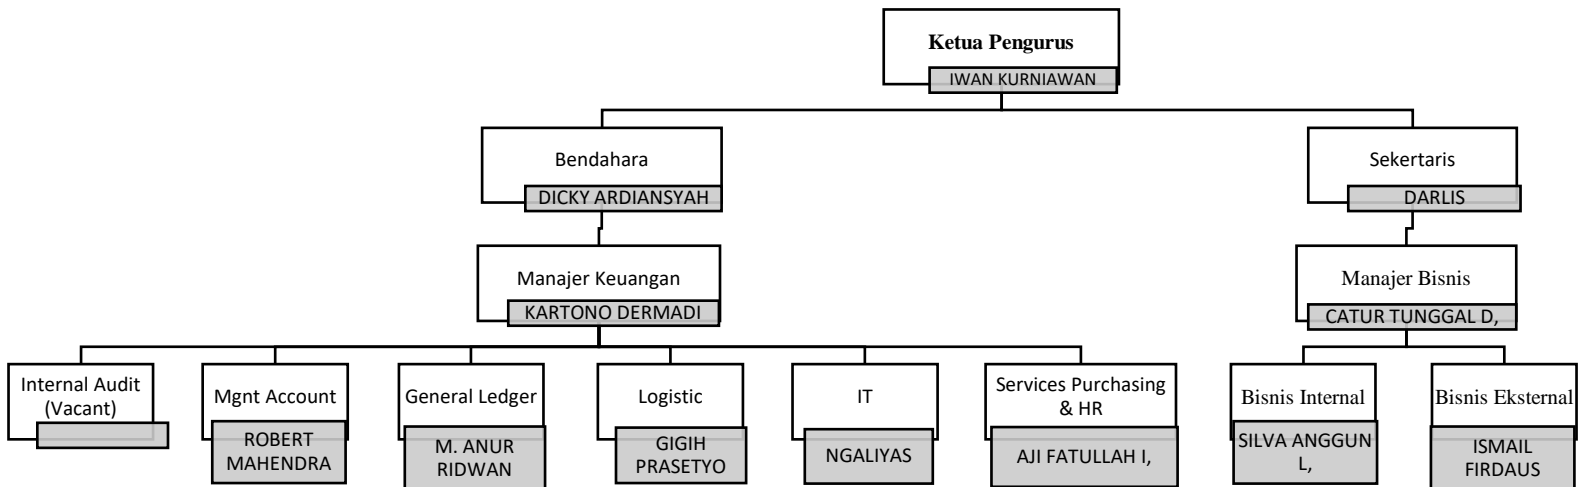 Ketua Pengurus
IWAN KURNIAWAN
Bendahara
DICKY ARDIANSYAH
Sekertaris
DARLIS
Manajer Keuangan
KARTONO DERMADI
Manajer Bisnis
CATUR TUNGGAL D,
Internal Audit
(Vacant)
Mgnt Account
ROBERT
MAHENDRA
General Ledger
M. ANUR
RIDWAN
Logistic
GIGIH
PRASETYO
IT
NGALIYAS
Services Purchasing
& HR
AJI FATULLAH I,
Bisnis Internal
SILVA ANGGUN
L,
Bisnis Eksternal
ISMAIL
FIRDAUS